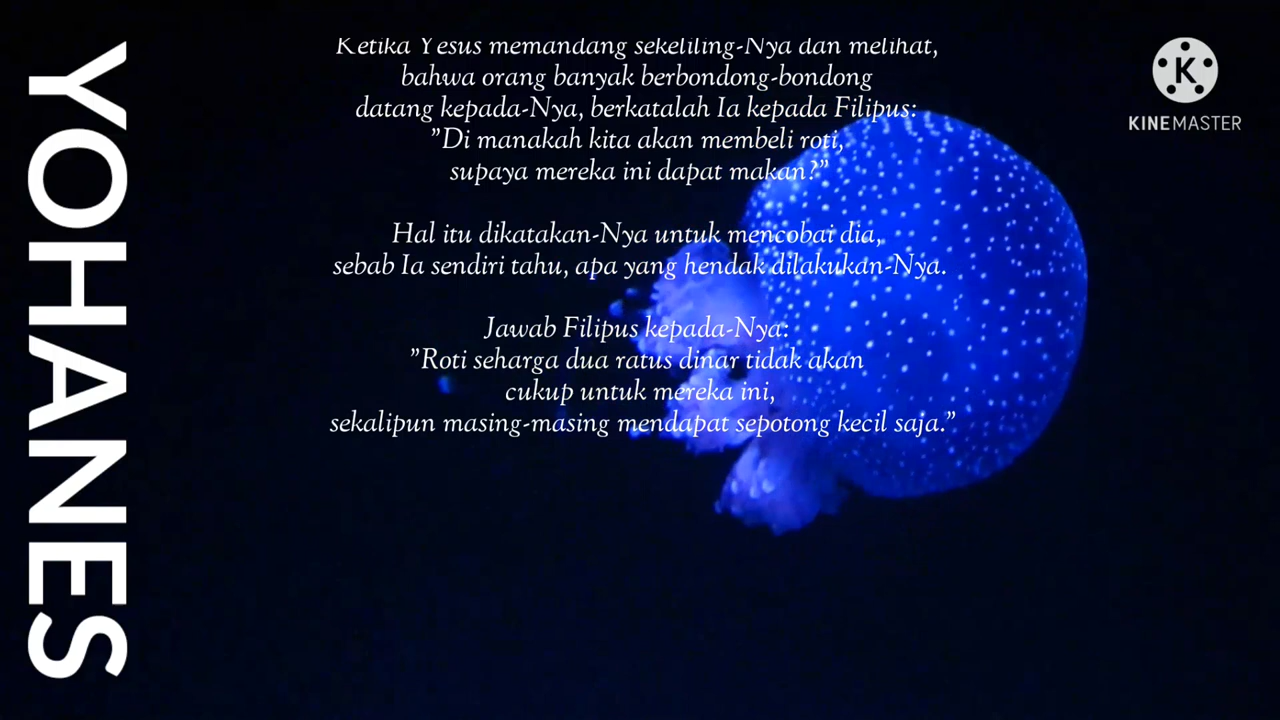 YOHANES
Ketika Yesus memandang sekeliling-Nya dan melihat,
bahwa orang banyak berbondong-bondong
datang kepada-Nya, berkatalah Ia kepada Filipus:
"Di manakah kita akan membeli roti,
supaya mereka ini dapat makan?"
Hal itu dikatakan-Nya untuk mencobai dia,
sebab Ia sendiri tahu, apa yang hendak dilakukan-Nya.
Jawab Filipus kepada-Nya:
"Roti seharga dua ratus dinar tidak akan
cukup untuk mereka ini,
sekalipun masing-masing mendapat sepotong kecil saja."
K
KINEMASTER